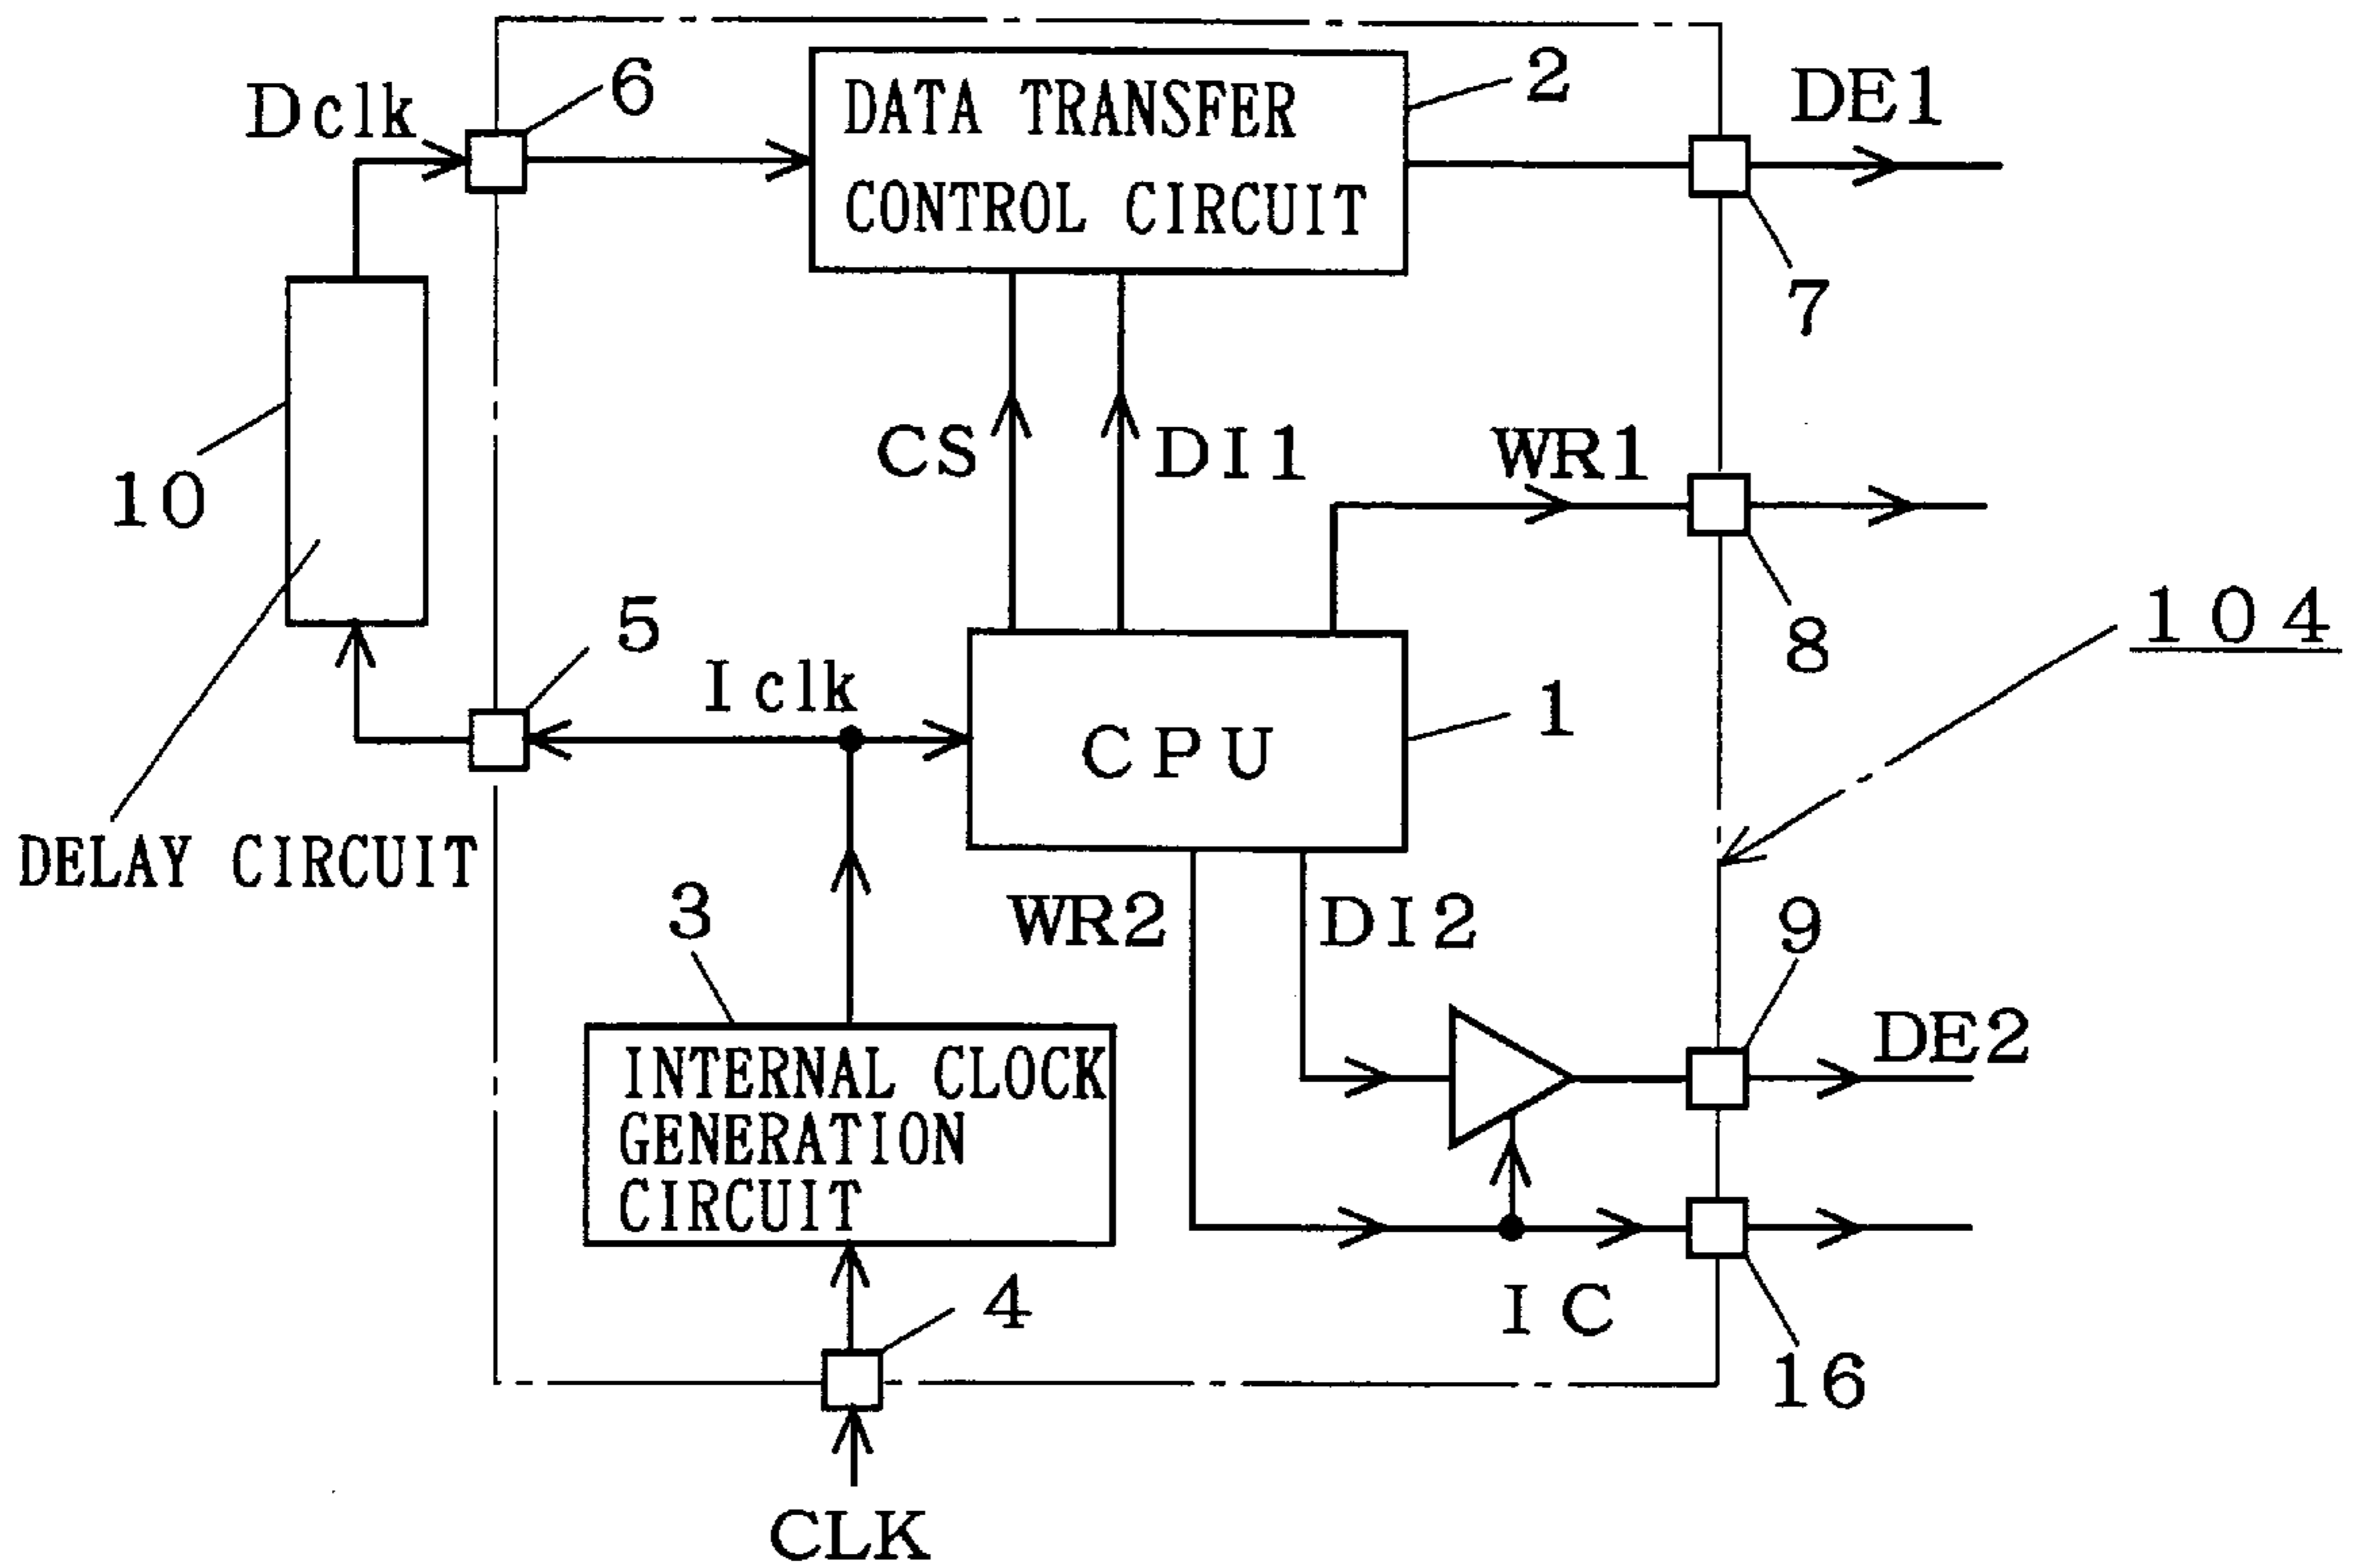 6
2
DE1
Dclk
DATA TRANSFER
CONTROL CIRCUIT
7
10
CS
DI1
WR1
5
8
104
Iclk
1
CPU
DELAY CIRCUIT
3
WR2
DI2
9
DE2
INTERNAL CLOCK
GENERATION
CIRCUIT
4
IC
16
CLK